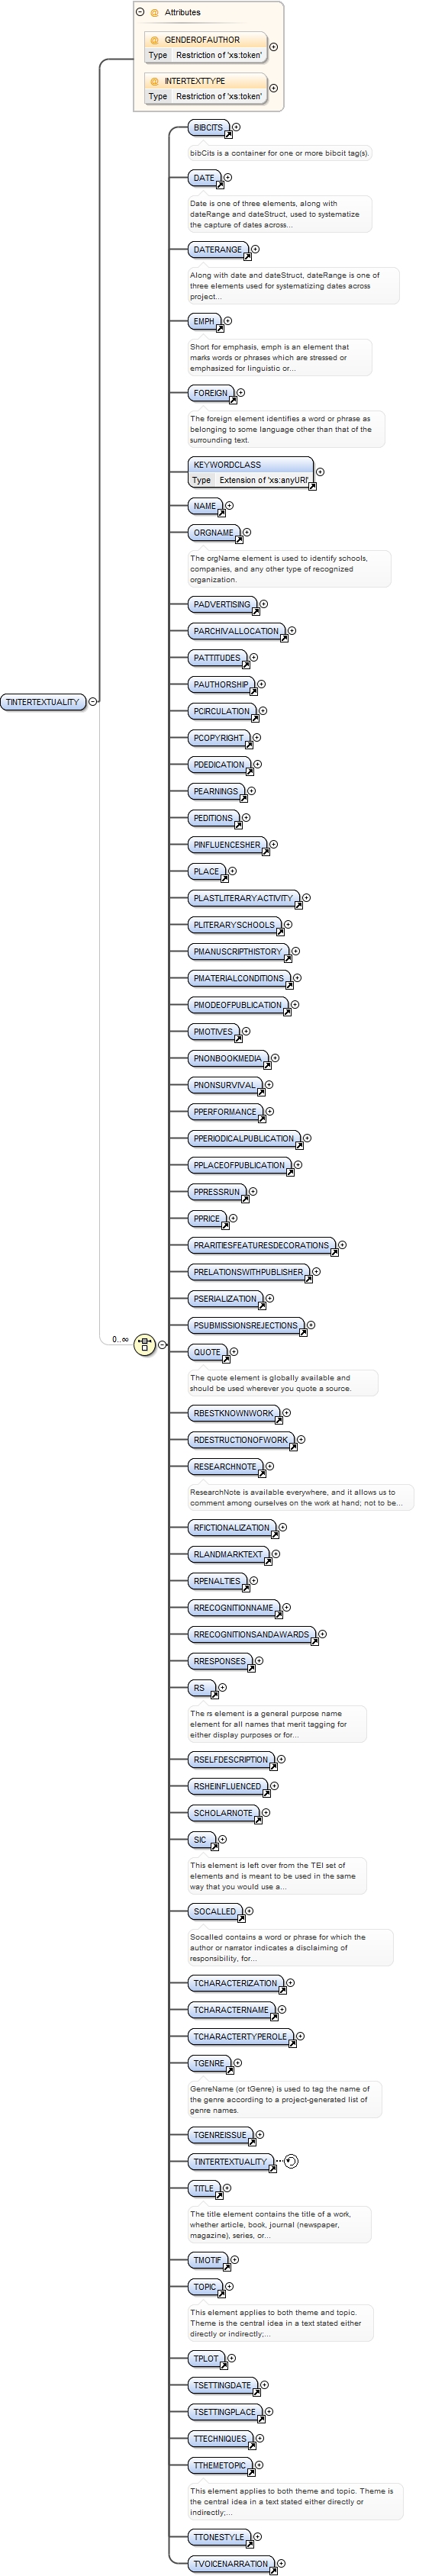 Attributes
@ GENDEROFAUTHOR
Type Restriction of 'xs:token'
@ INTERTEXTTYPE
Type Restriction of 'xs:token'
BIBCITS
bibCits is a container for one or more bibcit tag(s).
DATE
Date is one of three elements, along with
dateRange and dateStruct, used to systematize
the capture of dates across...
DATERANGE
Along with date and dateStruct, dateRange is one of
three elements used for systematizing dates across
project...
EMPH
Short for emphasis, emph is an element that
marks words or phrases which are stressed or
emphasized for linguistic or...
FOREIGN
The foreign element identifies a word or phrase as
belonging to some language other than that of the
surrounding text.
KEYWORDCLASS
Type Extension of 'xs:anyURI'
NAME
ORGNAME
The orgName element is used to identify schools,
companies, and any other type of recognized
organization.
PADVERTISING
PARCHIVALLOCATION
PATTITUDES
PAUTHORSHIP
TINTERTEXTUALITY
PCIRCULATION
PCOPYRIGHT
PDEDICATION
PEARNINGS
PEDITIONS
PINFLUENCESHER
PLACE
PLASTLITERARYACTIVITY
PLITERARYSCHOOLS
PMANUSCRIPTHISTORY
PMATERIALCONDITIONS
PMODEOFPUBLICATION
PMOTIVES
PNONBOOKMEDIA
PNONSURVIVAL
PPERFORMANCE
PPERIODICALPUBLICATION
PPLACEOFPUBLICATION
PPRESSRUN
PPRICE
PRARITIESFEATURESDECORATIONS
PRELATIONSWITHPUBLISHER
PSERIALIZATION
PSUBMISSIONSREJECTIONS
0..∞
QUOTE
The quote element is globally available and
should be used wherever you quote a source.
RBESTKNOWNWORK
RDESTRUCTIONOFWORK
RESEARCHNOTE
ResearchNote is available everywhere, and it allows us to
comment among ourselves on the work at hand; not to be...
RFICTIONALIZATION
RLANDMARKTEXT
RPENALTIES
RRECOGNITIONNAME
RRECOGNITIONSANDAWARDS
RRESPONSES
RS
The rs element is a general purpose name
element for all names that merit tagging for
either display purposes or for...
RSELFDESCRIPTION
RSHEINFLUENCED
SCHOLARNOTE
SIC
This element is left over from the TEI set of
elements and is meant to be used in the same
way that you would use a...
SOCALLED
Socalled contains a word or phrase for which the
author or narrator indicates a disclaiming of
responsibility, for...
TCHARACTERIZATION
TCHARACTERNAME
TCHARACTERTYPEROLE
TGENRE
GenreName (or tGenre) is used to tag the name of
the genre according to a project-generated list of
genre names.
TGENREISSUE
TINTERTEXTUALITY
TITLE
The title element contains the title of a work,
whether article, book, journal (newspaper,
magazine), series, or...
TMOTIF
TOPIC
This element applies to both theme and topic.
Theme is the central idea in a text stated either
directly or indirectly;...
TPLOT
TSETTINGDATE
TSETTINGPLACE
TTECHNIQUES
TTHEMETOPIC
This element applies to both theme and topic. Theme is
the central idea in a text stated either directly or
indirectly;...
TTONESTYLE
TVOICENARRATION